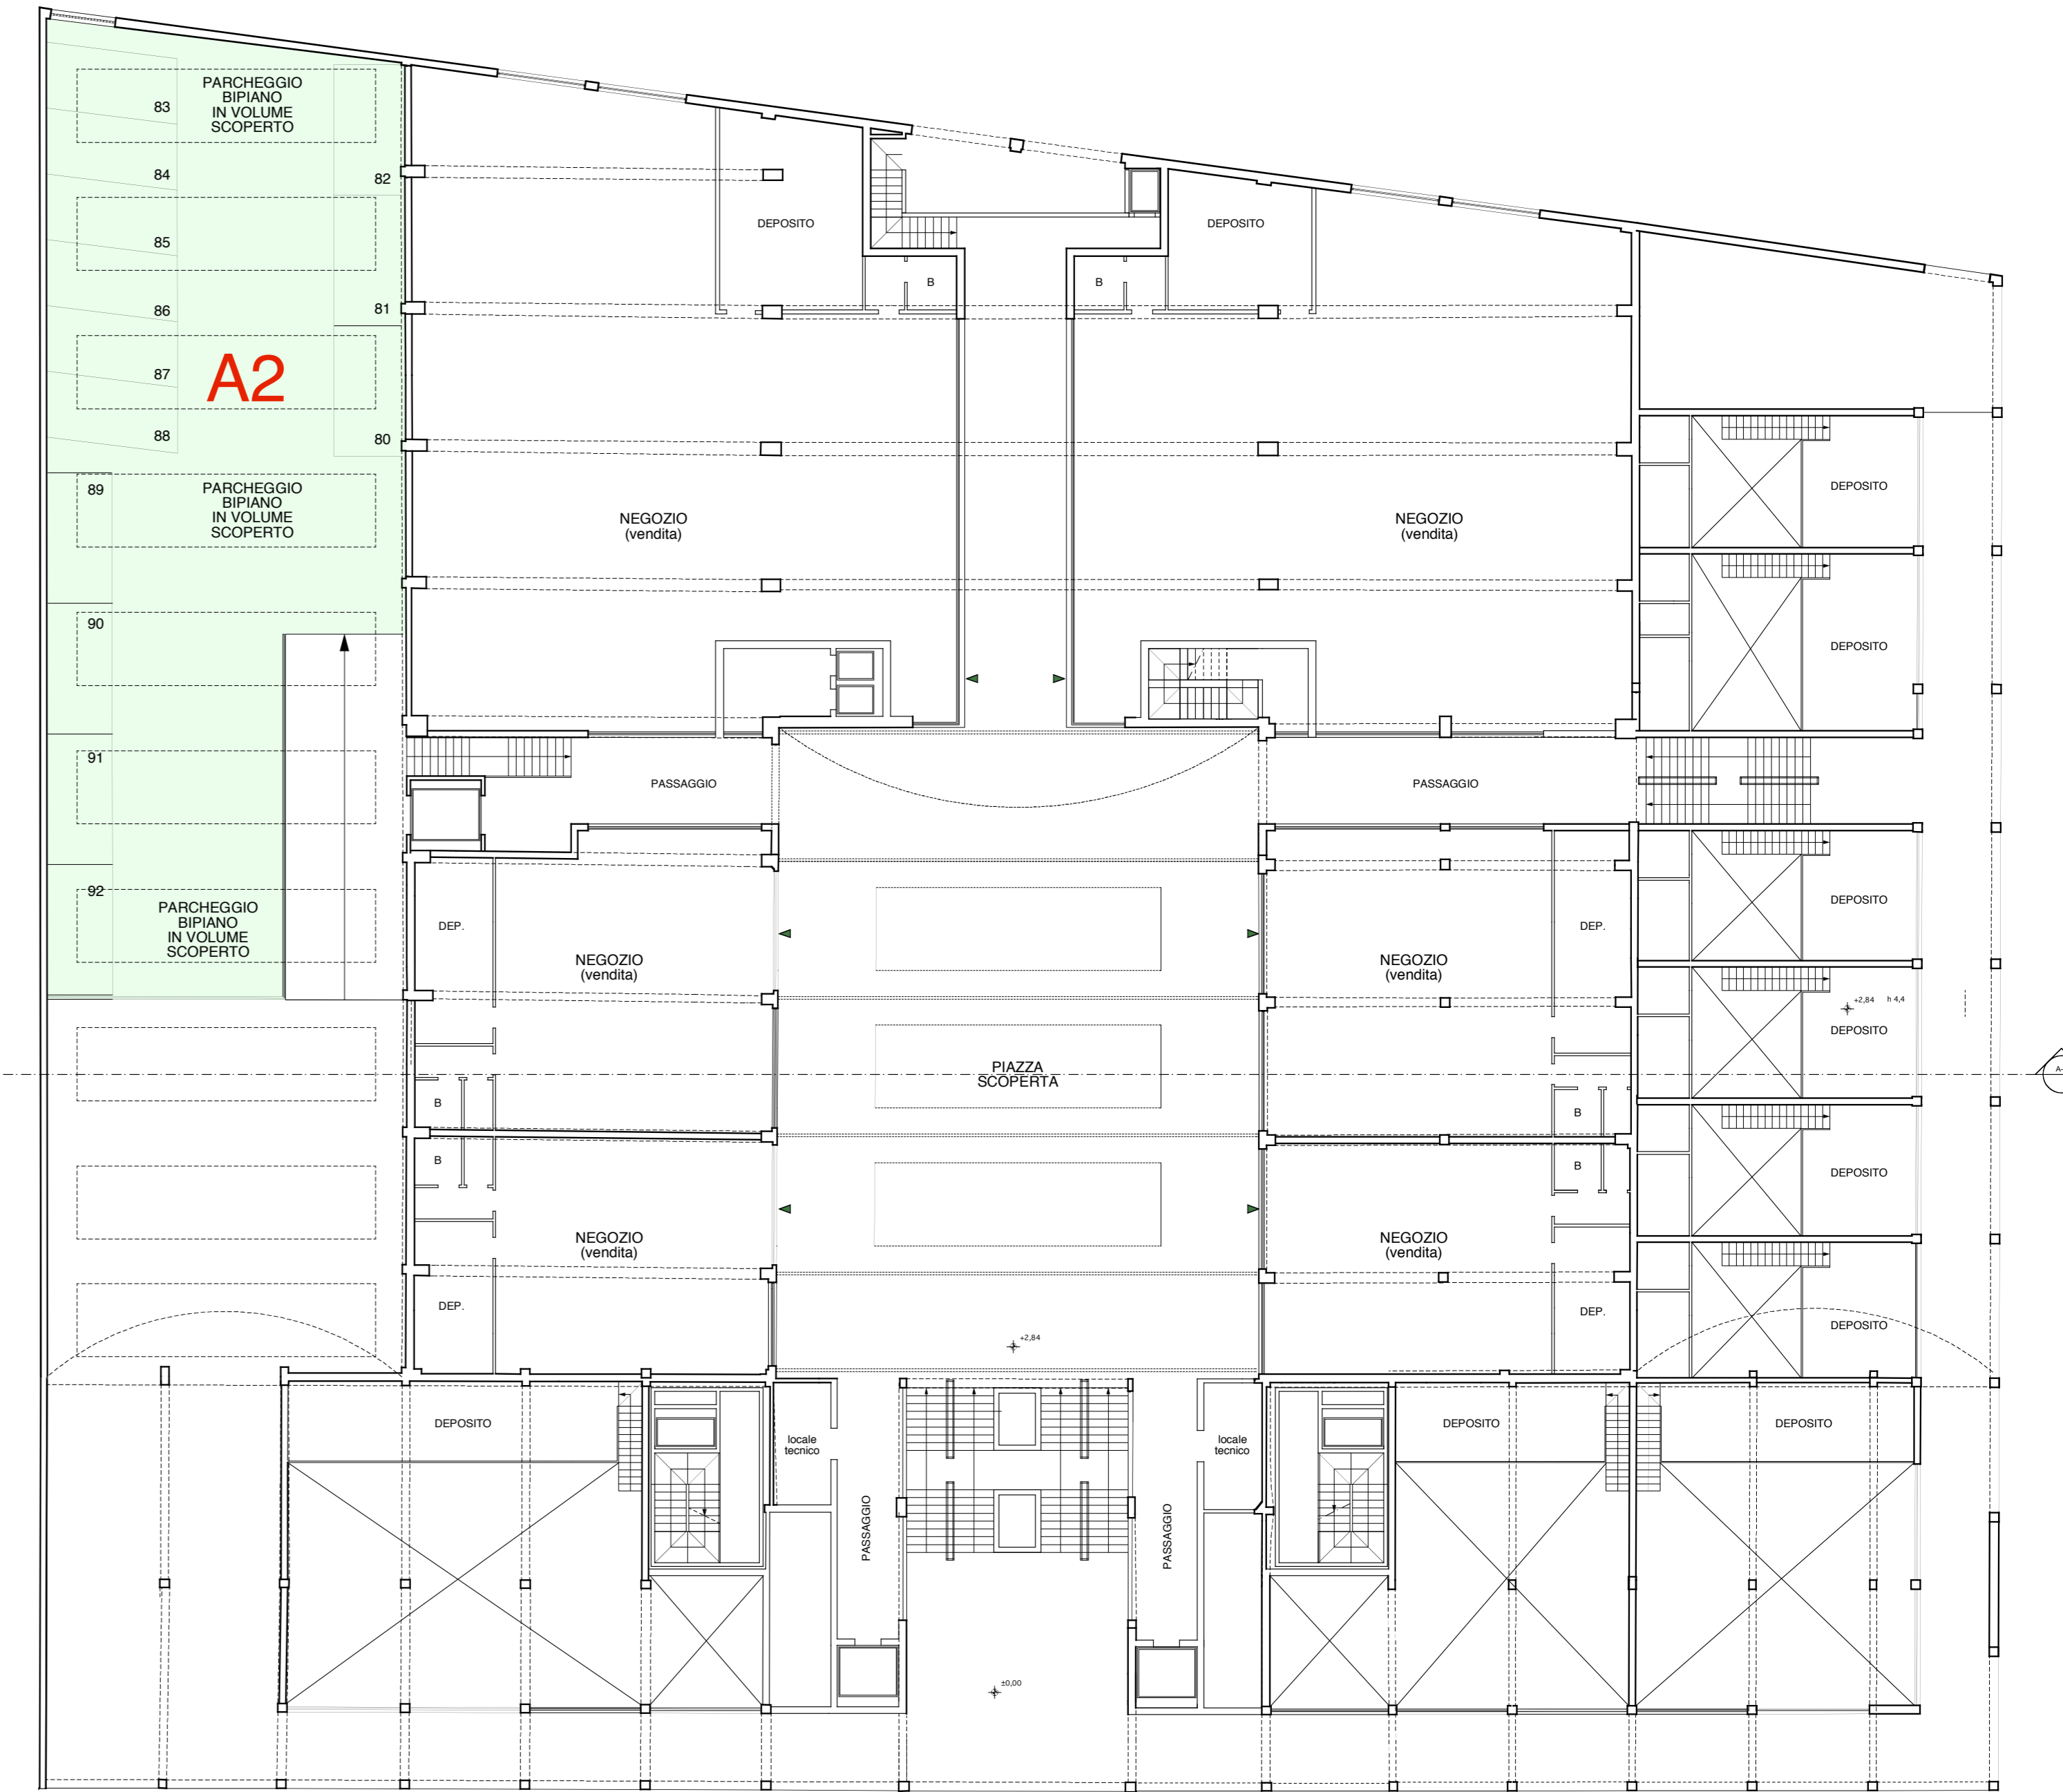 PARCHEGGIO
BIPIANO
IN VOLUME
SCOPERTO
83
84
82
85
86
81
87
A2
88
80
89
PARCHEGGIO
BIPIANO
IN VOLUME
SCOPERTO
90
91
92
PARCHEGGIO
BIPIANO
IN VOLUME
SCOPERTO
DEPOSITO
DEPOSITO
B
B
NEGOZIO
(vendita)
NEGOZIO
(vendita)
DEPOSITO
DEPOSITO
PASSAGGIO
PASSAGGIO
DEP.
NEGOZIO
(vendita)
NEGOZIO
(vendita)
DEP.
DEPOSITO
+2,84 h 4,4
DEPOSITO
PIAZZA
SCOPERTA
A-
B
B
B
B
DEPOSITO
NEGOZIO
(vendita)
NEGOZIO
(vendita)
DEP.
DEP.
DEPOSITO
+2,84
DEPOSITO
locale
tecnico
locale
tecnico
DEPOSITO
DEPOSITO
PASSAGGIO
PASSAGGIO
±0,00